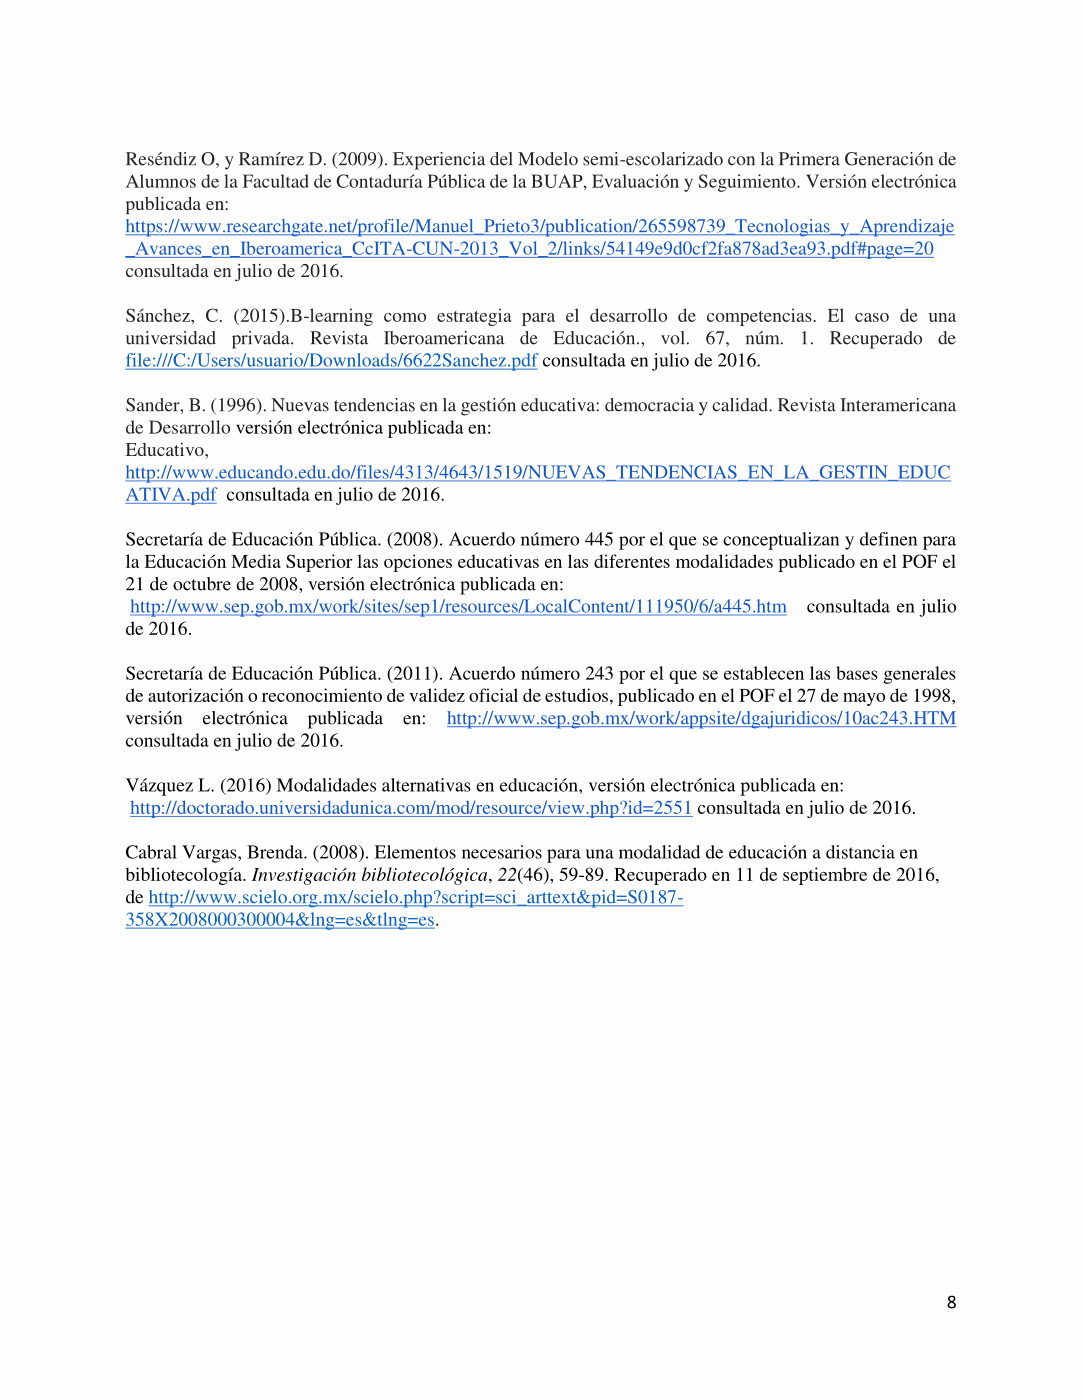 Reséndiz O, y Ramírez D. (2009). Experiencia del Modelo semi-escolarizado con la Primera Generación de
Alumnos de la Facultad de Contaduría Pública de la BUAP, Evaluación y Seguimiento. Versión electrónica
publicada en:
https://www.researchgate.net/profile/Manuel_Prieto3/publication/265598739_Tecnologias_y_Aprendizaje
_Avances_en_Iberoamerica_CcITA-CUN-2013_Vol_2/links/54149e9d0cf2fa878ad3ea93.pdf#page=20
consultada en julio de 2016.
Sánchez, C. (2015).B-learning como estrategia para el desarrollo de competencias. El caso de una
universidad privada. Revista Iberoamericana de Educación., vol. 67, núm. 1. Recuperado de
file:///C:/Users/usuario/Downloads/6622Sanchez.pdf consultada en julio de 2016.
Sander, B. (1996). Nuevas tendencias en la gestión educativa: democracia y calidad. Revista Interamericana
de Desarrollo versión electrónica publicada en:
Educativo,
http://www.educando.edu.do/files/4313/4643/1519/NUEVAS_TENDENCIAS_EN_LA_GESTIN_EDUC
ATIVA.pdf consultada en julio de 2016.
Secretaría de Educación Pública. (2008). Acuerdo número 445 por el que se conceptualizan y definen para
la Educación Media Superior las opciones educativas en las diferentes modalidades publicado en el POF el
21 de octubre de 2008, versión electrónica publicada en:
http://www.sep.gob.mx/work/sites/sep1/resources/LocalContent/111950/6/a445.htm consultada en julio
de 2016.
Secretaría de Educación Pública. (2011). Acuerdo número 243 por el que se establecen las bases generales
de autorización o reconocimiento de validez oficial de estudios, publicado en el POF el 27 de mayo de 1998,
versión electrónica publicada en: http://www.sep.gob.mx/work/appsite/dgajuridicos/10ac243.HTM
consultada en julio de 2016.
Vázquez L. (2016) Modalidades alternativas en educación, versión electrónica publicada en:
http://doctorado.universidadunica.com/mod/resource/view.php?id=2551 consultada en julio de 2016.
Cabral Vargas, Brenda. (2008). Elementos necesarios para una modalidad de educación a distancia en
bibliotecología. Investigación bibliotecológica, 22(46), 59-89. Recuperado en 11 de septiembre de 2016,
de http://www.scielo.org.mx/scielo.php?script=sci_arttext&pid=S0187-
358X2008000300004&lng=es&tlng=es.
8